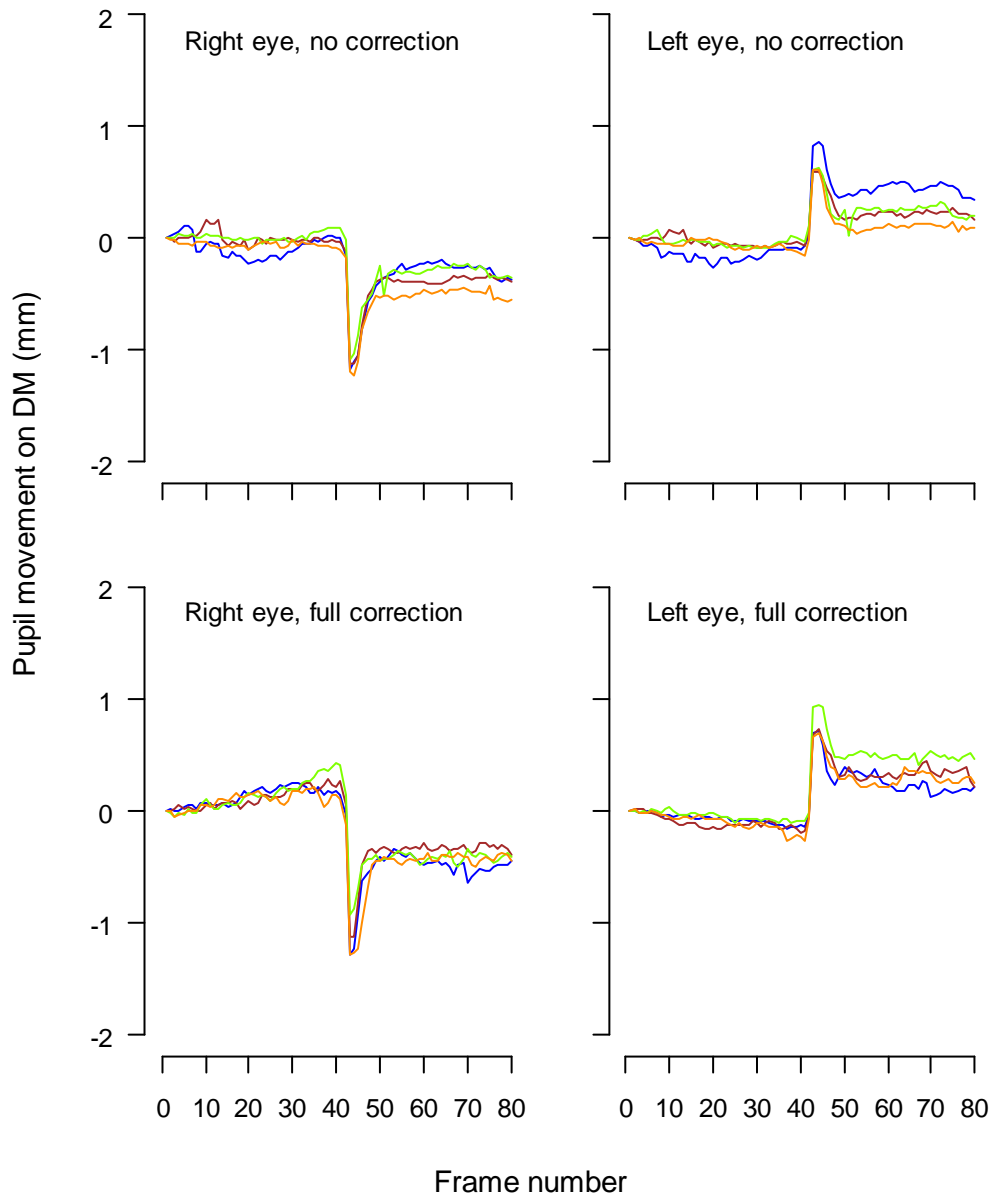 Pupil movement on DM (mm)
Right eye, no correction
2
1
0
-1
-2
Left eye, no correction
Right eye, full correction
2
1
0
-1
-2
0 10 20 30 40 50 60 70 80
Left eye, full correction
0 10 20 30 40 50 60 70 80
Frame number